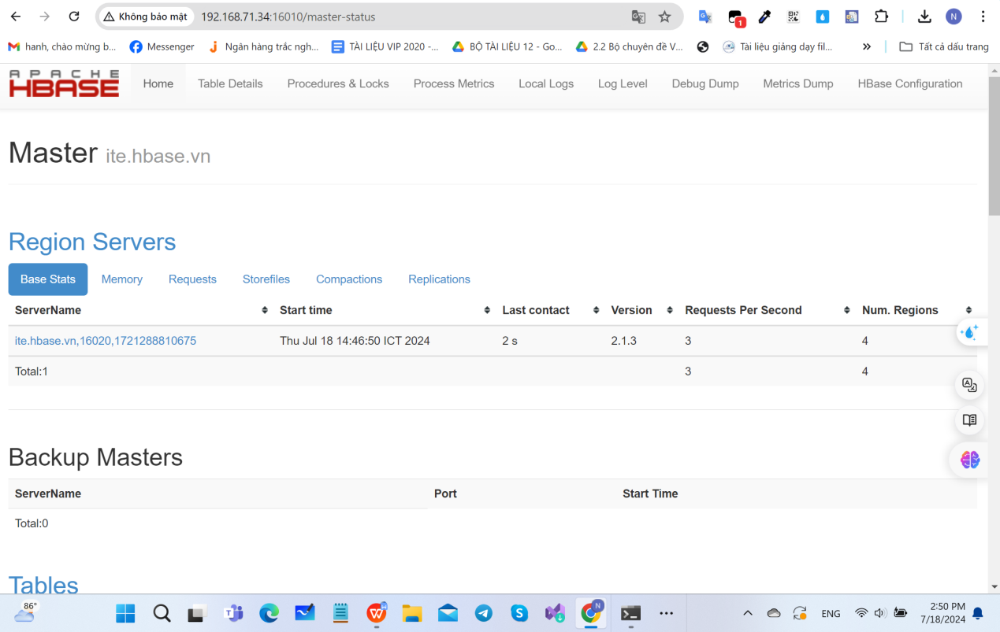 Không bảo mật 192.168.71.34:16010/master-status 1 N
hanh, chào mừng b... Messenger Ngân hàng trắc ngh... TÀI LIỆU VIP 2020 -... BỘ TÀI LIỆU 12 - Go... 2.2 Bộ chuyên đề V... Tài liệu giảng dạy fil... » Tất cả dấu trang
APACHE
HBASE
Home Table Details Procedures & Locks Process Metrics Local Logs Log Level Debug Dump Metrics Dump HBase Configuration
Master ite.hbase.vn
Region Servers
Base Stats Memory Requests Storefiles Compactions Replications
ServerName Start time Last contact Version Requests Per Second Num. Regions
ite.hbase.vn,16020,1721288810675 Thu Jul 18 14:46:50 ICT 2024 2 s 2.1.3 3 4
Total:1 3 4
Backup Masters
ServerName Port Start Time
Total:0
Tables
86° ENG 2:50 PM
7/18/2024